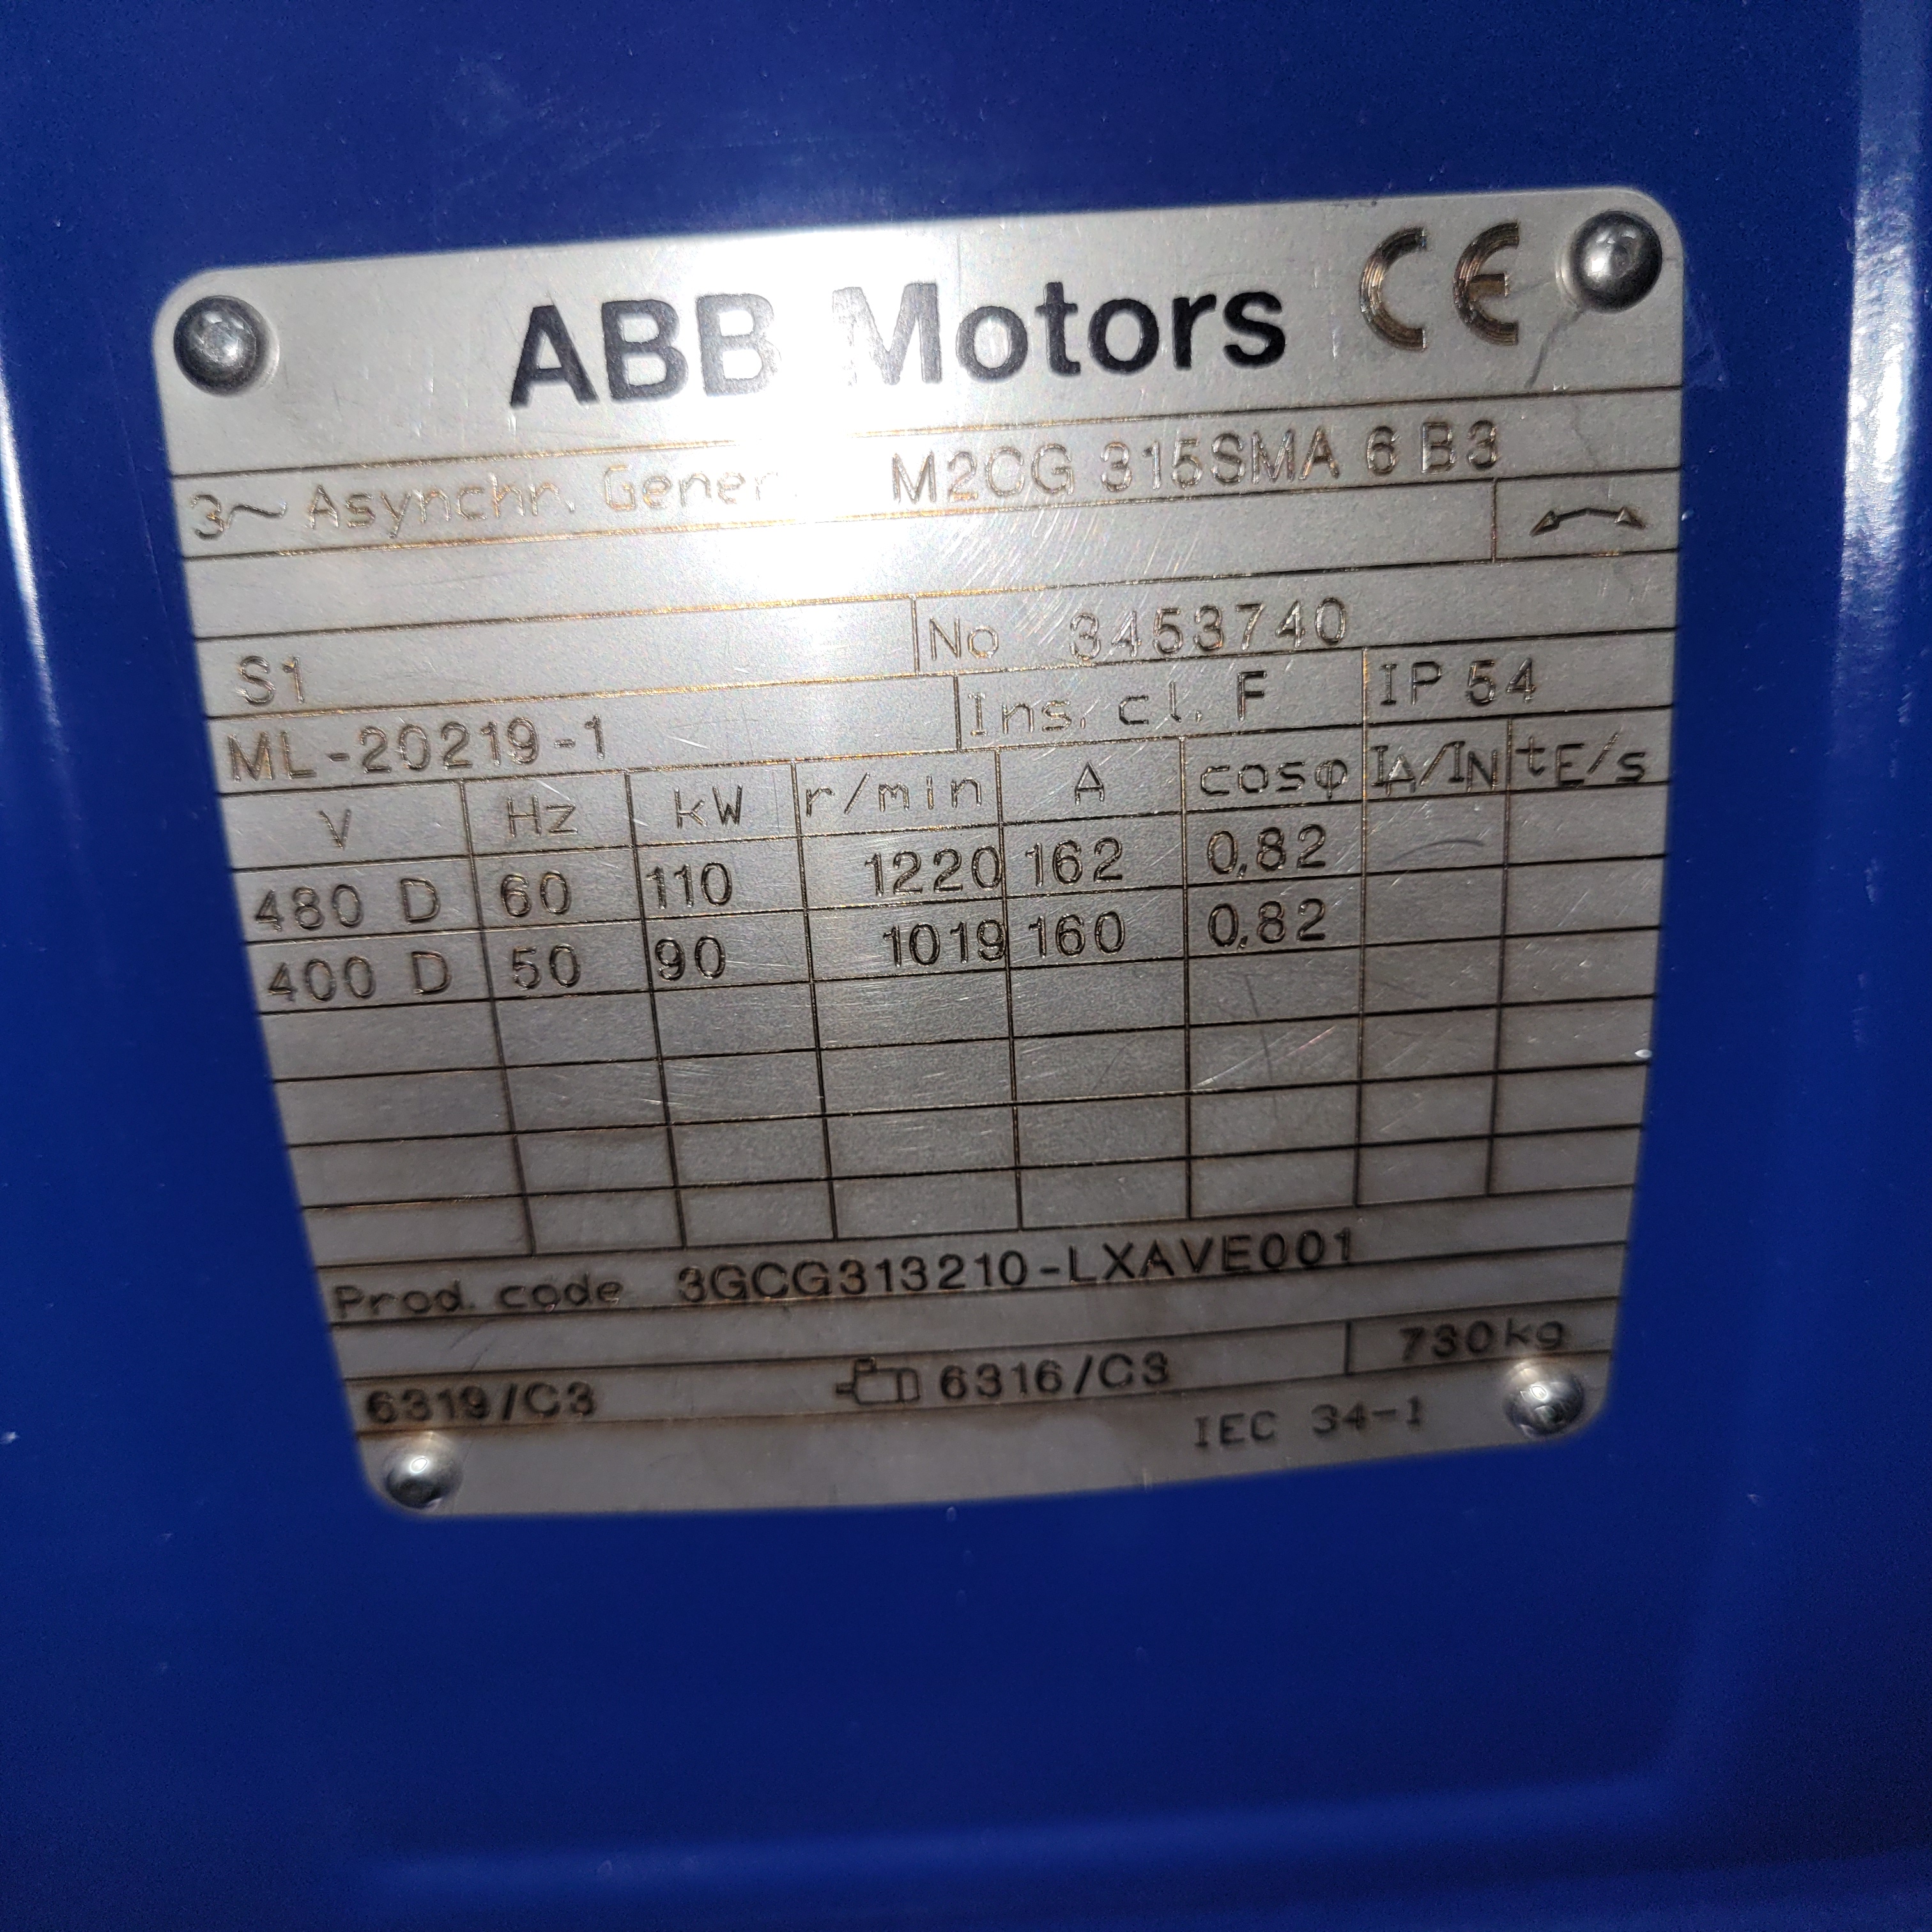 ABB Motors CE
3~ Asynchr. Gener. M2CG 315SMA 6 B3
S1 No 3453740
ML-20219-1 Ins. cl. F IP 54
V Hz kW r/min A cosφ IA/IN tE/s
480 D 60 110 1220 162 0,82
400 D 50 90 1019 160 0,82
Prod. code 3GCG313210-LXAVE001
6319/C3 6316/C3 730kg
IEC 34-1